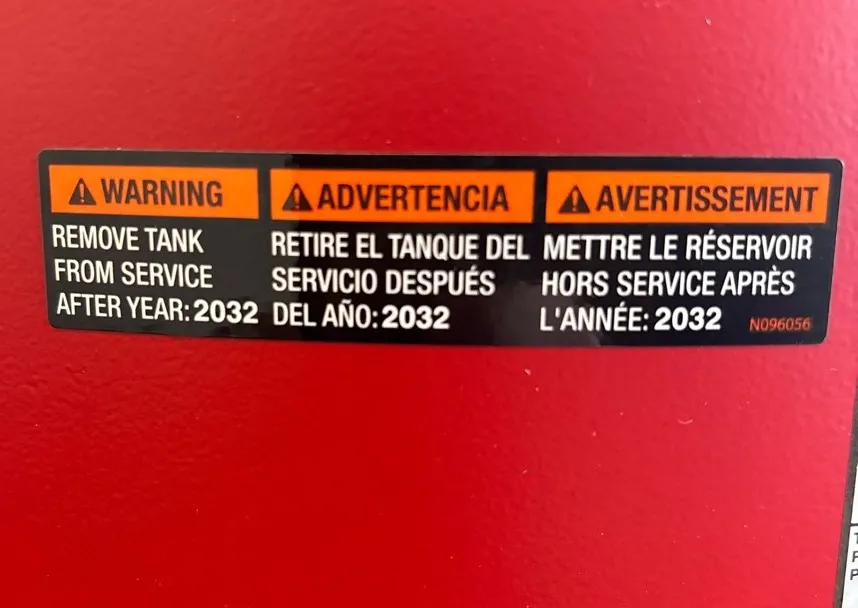 WARNING
REMOVE TANK
FROM SERVICE
AFTER YEAR: 2032
ADVERTENCIA
RETIRE EL TANQUE DEL
SERVICIO DESPUÉS
DEL AÑO: 2032
AVERTISSEMENT
METTRE LE RÉSERVOIR
HORS SERVICE APRÈS
L'ANNÉE: 2032
N096056